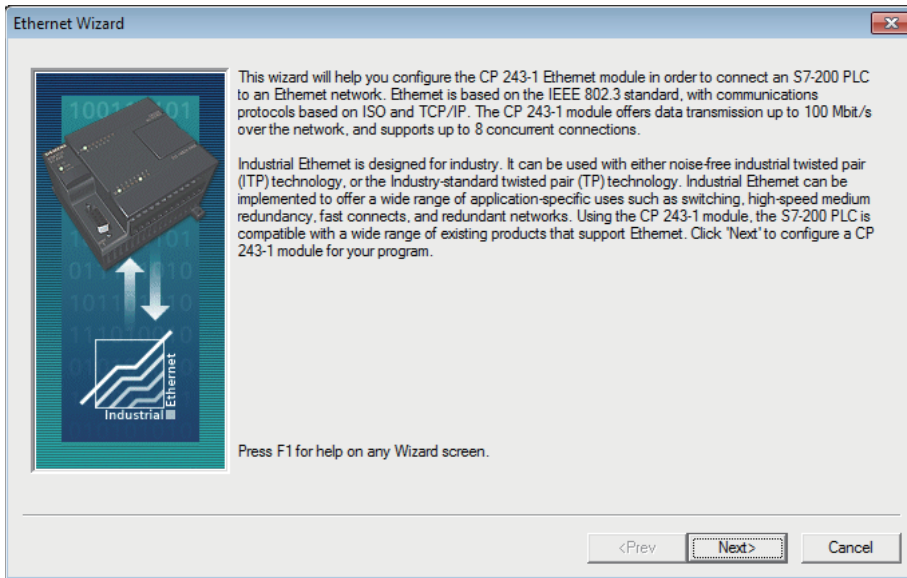 Ethernet Wizard
This wizard will help you configure the CP 243-1 Ethernet module in order to connect an S7-200 PLC
to an Ethernet network. Ethernet is based on the IEEE 802.3 standard, with communications
protocols based on ISO and TCP/IP. The CP 243-1 module offers data transmission up to 100 Mbit/s
over the network, and supports up to 8 concurrent connections.
Industrial Ethernet is designed for industry. It can be used with either noise-free industrial twisted pair
(ITP) technology, or the Industry-standard twisted pair (TP) technology. Industrial Ethernet can be
implemented to offer a wide range of application-specific uses such as switching, high-speed medium
redundancy, fast connects, and redundant networks. Using the CP 243-1 module, the S7-200 PLC is
compatible with a wide range of existing products that support Ethernet. Click 'Next' to configure a CP
243-1 module for your program.
Industrial
Ethernet
Press F1 for help on any Wizard screen.
<Prev
Next>
Cancel